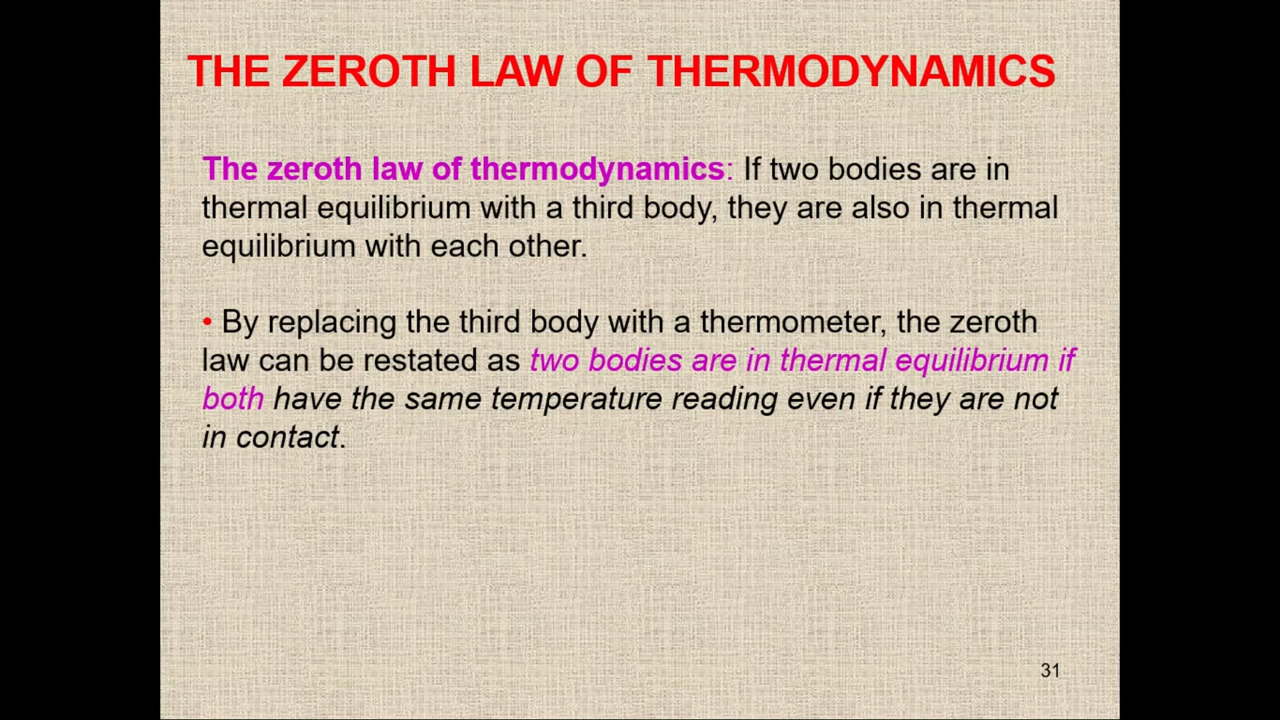 THE ZEROTH LAW OF THERMODYNAMICS
The zeroth law of thermodynamics: If two bodies are in
thermal equilibrium with a third body, they are also in thermal
equilibrium with each other.
• By replacing the third body with a thermometer, the zeroth
law can be restated as two bodies are in thermal equilibrium if
both have the same temperature reading even if they are not
in contact.
31